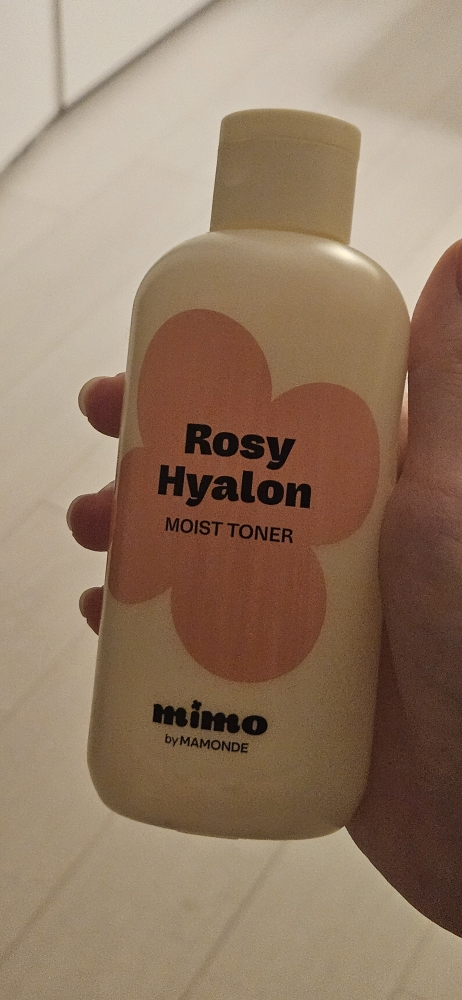 Rosy
Hyalon
MOIST TONER
mimo
by MAMONDE